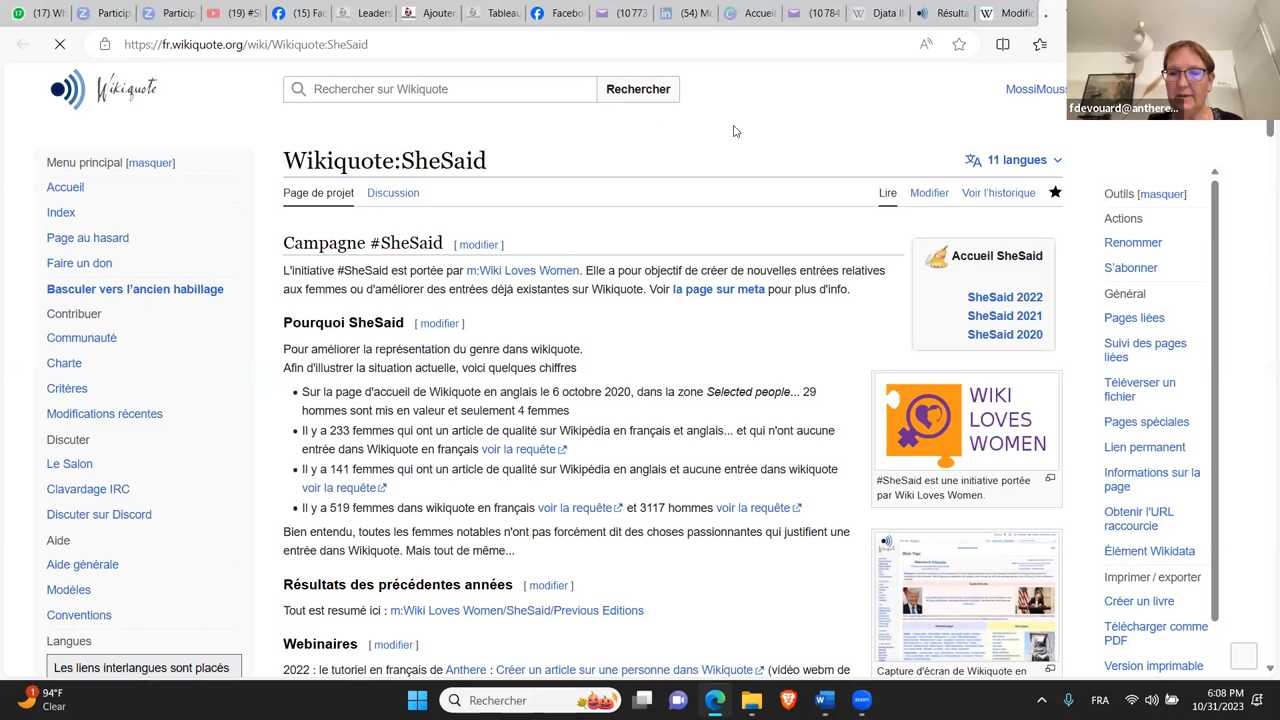 (19) #S
Leaders
Tableau
Facebo
(10773
(54)
Accueil
(10784
Djara I
Résulta
Modific
https://fr.wikiquote.org/wiki/Wikiquote:SheSaid
fdevouard@anthere...
Wikiquote
Rechercher sur Wikiquote
Rechercher
MossiMouss
Menu principal [masquer]
Accueil
Index
Page au hasard
Faire un don
Basculer vers l'ancien habillage
Contribuer
Communauté
Charte
Critères
Modifications récentes
Discuter
Le Salon
Clavardage IRC
Discuter sur Discord
Aide
Aide générale
Modèles
Conventions
Langues
Les liens interlangues sont placés
Wikiquote:SheSaid
11 langues
Page de projet Discussion
Lire Modifier Voir l'historique
Campagne #SheSaid [ modifier ]
L'initiative #SheSaid est portée par m:Wiki Loves Women. Elle a pour objectif de créer de nouvelles entrées relatives
aux femmes ou d'améliorer des entrées déjà existantes sur Wikiquote. Voir la page sur meta pour plus d'info.
Pourquoi SheSaid [ modifier ]
Pour améliorer la représentation du genre dans wikiquote.
Afin d'illustrer la situation actuelle, voici quelques chiffres
Sur la page d'accueil de Wikiquote en anglais le 6 octobre 2020, dans la zone Selected people... 29
hommes sont mis en valeur et seulement 4 femmes
Il y a 233 femmes qui ont un article de qualité sur Wikipédia en français et anglais... et qui n'ont aucune
entrée dans Wikiquote en français voir la requête
Il y a 141 femmes qui ont un article de qualité sur Wikipédia en anglais et aucune entrée dans wikiquote
voir la requête
Il y a 519 femmes dans wikiquote en français voir la requête et 3117 hommes voir la requête
Bien entendu, toutes les femmes notables n'ont pas forcément dit des choses passionnantes qui justifient une
entrée dans Wikiquote. Mais tout de même...
Résultats des précédentes années [ modifier ]
Tout est résumé ici : m:Wiki Loves Women/SheSaid/Previous Editions
Webinaires [ modifier ]
Accueil SheSaid
SheSaid 2022
SheSaid 2021
SheSaid 2020
WIKI
LOVES
WOMEN
#SheSaid est une initiative portée
par Wiki Loves Women.
Capture d'écran de Wikiquote en
Outils [masquer]
Actions
Renommer
S'abonner
Général
Pages liées
Suivi des pages
liées
Téléverser un
fichier
Pages spéciales
Lien permanent
Informations sur la
page
Obtenir l'URL
raccourcie
Élément Wikidata
Imprimer / exporter
Créer un livre
Télécharger comme
PDF
Version imprimable
1
94°F
Clear
Rechercher
zoom
FRA
6:08 PM
10/31/2023